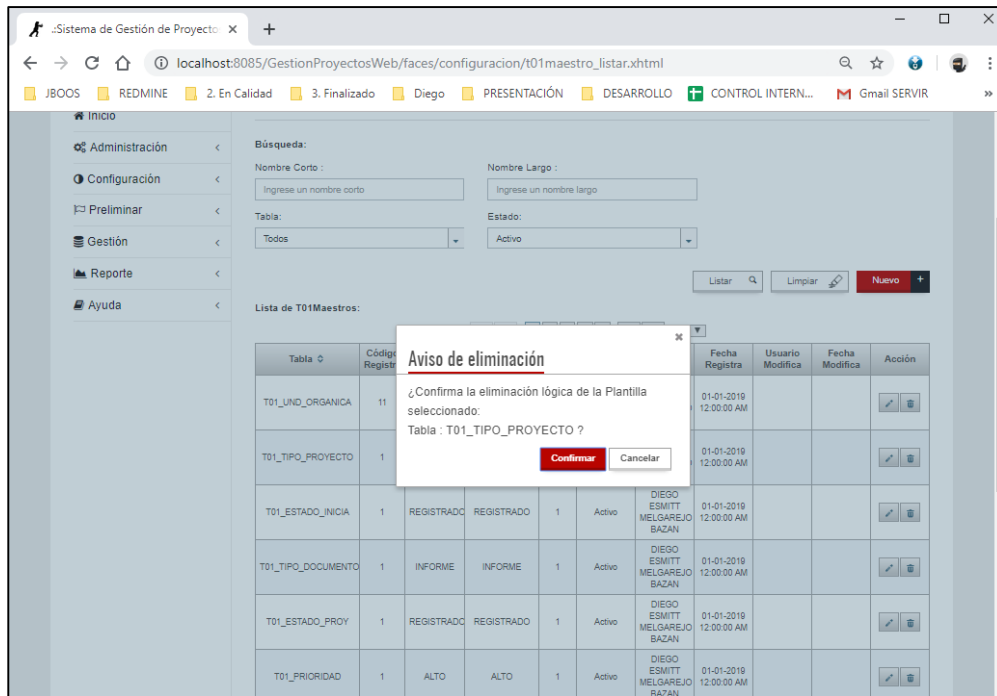 .:Sistema de Gestión de Proyecto
localhost:8085/GestionProyectosWeb/faces/configuracion/t01maestro_listar.xhtml
JBOOS REDMINE 2. En Calidad 3. Finalizado Diego PRESENTACIÓN DESARROLLO CONTROL INTERN... Gmail SERVIR »
Inicio
Administración
Configuración
Preliminar
Gestión
Reporte
Ayuda
Búsqueda:
Nombre Corto : Nombre Largo :
Ingrese un nombre corto Ingrese un nombre largo
Tabla: Estado:
Todos Activo
Listar Limpiar Nuevo +
Lista de T01Maestros:
Aviso de eliminación
¿Confirma la eliminación lógica de la Plantilla
seleccionado:
Tabla : T01_TIPO_PROYECTO ?
Confirmar Cancelar
Tabla Código Registr Fecha Registra Usuario Modifica Fecha Modifica Acción
T01_UND_ORGANICA 11 01-01-2019 12:00:00 AM
T01_TIPO_PROYECTO 1 01-01-2019 12:00:00 AM
T01_ESTADO_INICIA 1 REGISTRADO REGISTRADO 1 Activo DIEGO ESMITT MELGAREJO BAZAN 01-01-2019 12:00:00 AM
T01_TIPO_DOCUMENTO 1 INFORME INFORME 1 Activo DIEGO ESMITT MELGAREJO BAZAN 01-01-2019 12:00:00 AM
T01_ESTADO_PROY 1 REGISTRADO REGISTRADO 1 Activo DIEGO ESMITT MELGAREJO BAZAN 01-01-2019 12:00:00 AM
T01_PRIORIDAD 1 ALTO ALTO 1 Activo DIEGO ESMITT MELGAREJO BAZAN 01-01-2019 12:00:00 AM